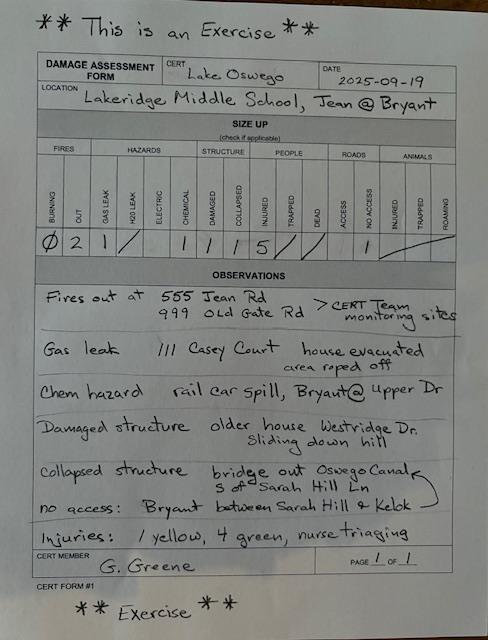 ** This is an Exercise **
DAMAGE ASSESSMENT FORM
CERT Lake Oswego
DATE 2025-09-19
LOCATION Lakeridge Middle School, Jean @ Bryant
SIZE UP
(check if applicable)
FIRES HAZARDS STRUCTURE PEOPLE ROADS ANIMALS
BURNING OUT GAS LEAK H20 LEAK ELECTRIC CHEMICAL DAMAGED COLLAPSED INJURED TRAPPED DEAD ACCESS NO ACCESS INJURED TRAPPED ROAMING
Ø 2 1 / 1 1 1 5 / / 1
OBSERVATIONS
Fires out at 555 Jean Rd > CERT Team
999 Old Gate Rd monitoring sites
Gas leak 111 Casey Court house evacuated
area roped off
Chem hazard rail car spill, Bryant @ Upper Dr
Damaged structure older house Westridge Dr.
Sliding down hill
Collapsed structure bridge out Oswego Canal
S of Sarah Hill Ln
no access: Bryant between Sarah Hill & Kelok
Injuries: 1 yellow, 4 green, nurse triaging
CERT MEMBER G. Greene
PAGE 1 OF 1
CERT FORM #1
** Exercise **